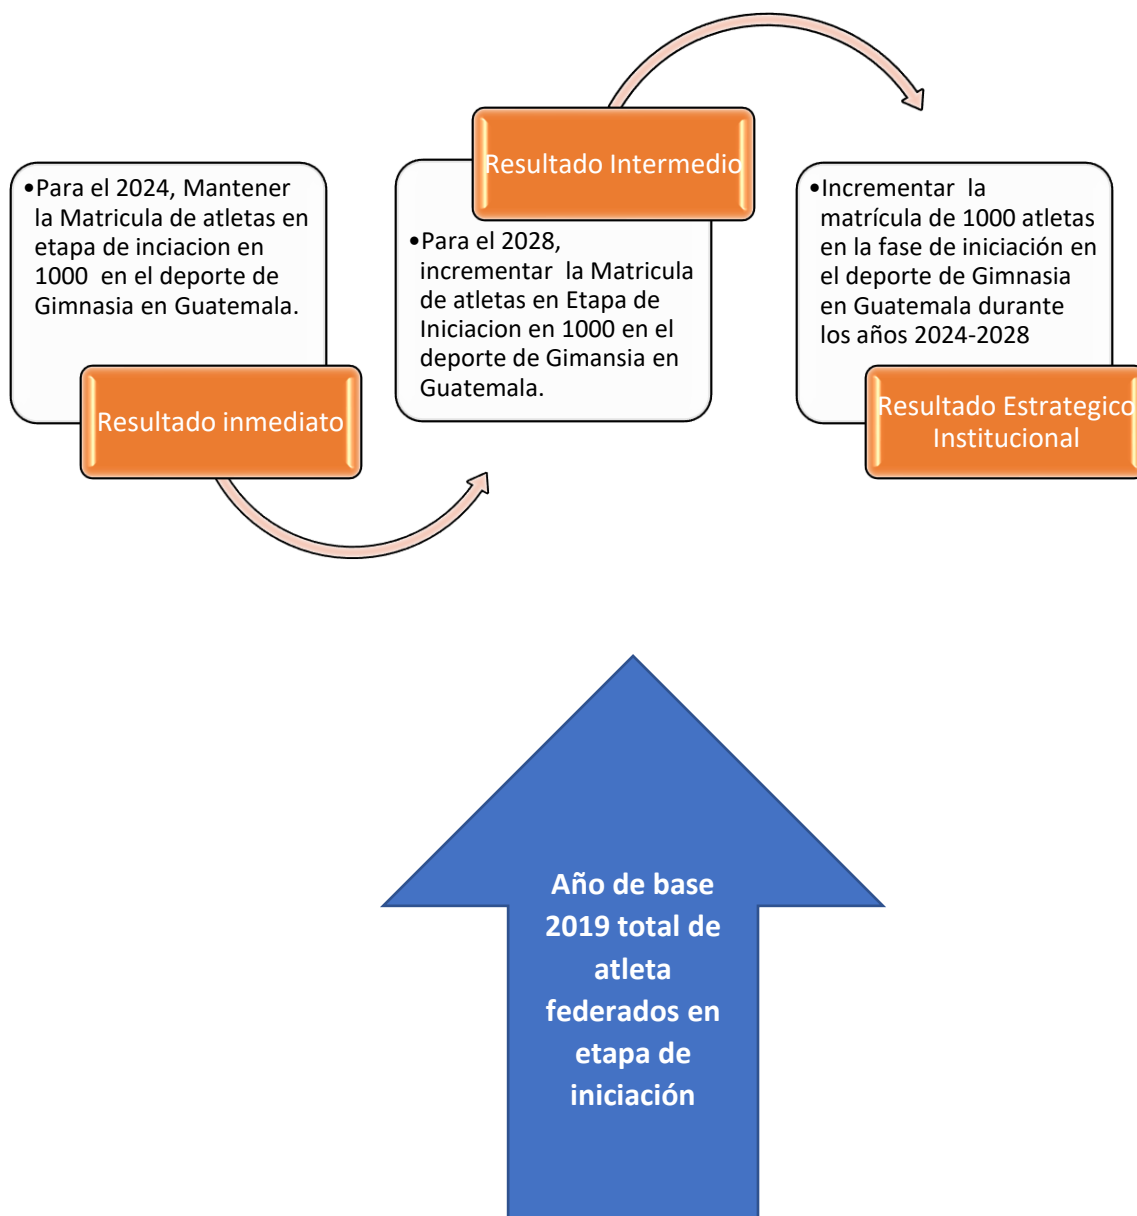 •Para el 2024, Mantener
la Matricula de atletas en
etapa de inciacion en
1000 en el deporte de
Gimnasia en Guatemala.
Resultado inmediato
Resultado Intermedio
•Para el 2028,
incrementar la Matricula
de atletas en Etapa de
Iniciacion en 1000 en el
deporte de Gimansia en
Guatemala.
•Incrementar la
matrícula de 1000 atletas
en la fase de iniciación en
el deporte de Gimnasia
en Guatemala durante
los años 2024-2028
Resultado Estrategico
Institucional
Año de base
2019 total de
atleta
federados en
etapa de
iniciación